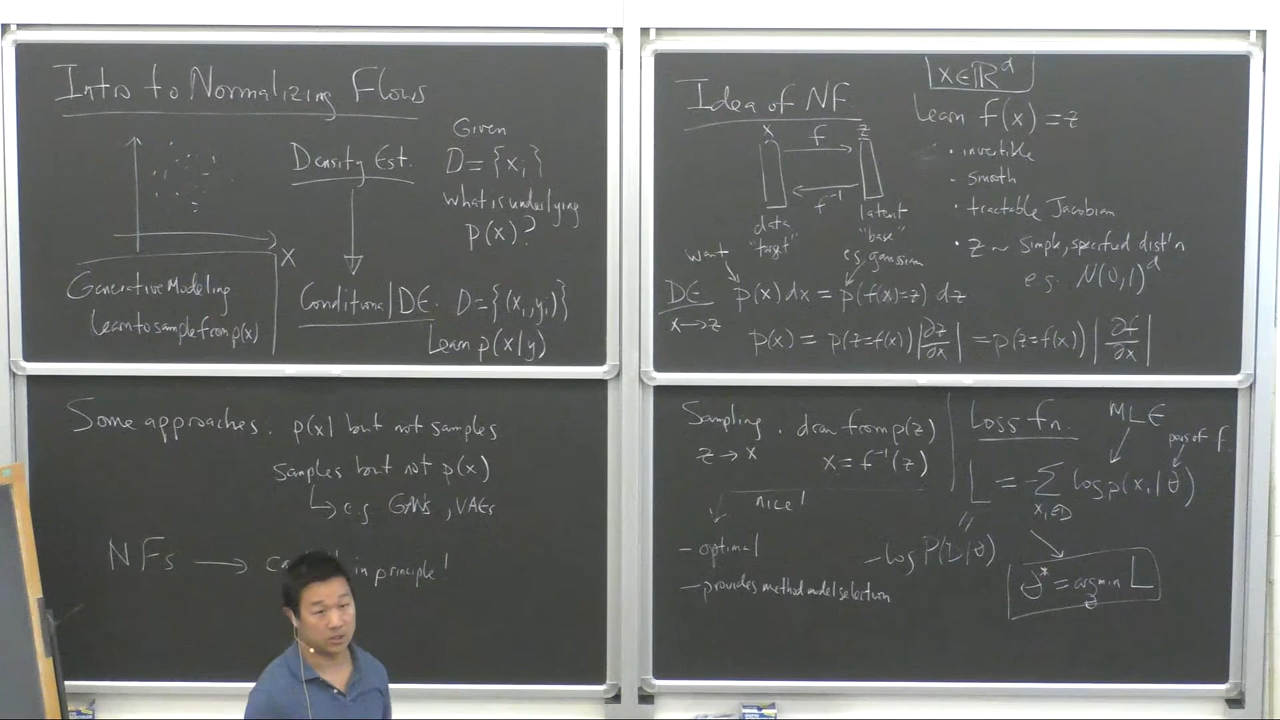 Intro to Normalizing Flows
Density Est.
Given
D = {x_i}
what is underlying
p(x)?
X
Generative Modeling
Learn to sample from p(x)
Conditional DE. D = {(x_i, y_i)}
Learn p(x|y)
Some approaches. p(x) but not samples
samples but not p(x)
↳ e.g. GANs, VAEs
NFs → in principle!
Idea of NF
x f z
f⁻¹
data
"target"
latent
"base"
e.g. gaussian
x∈ℝ^d
Learn f(x) = z
• invertible
• smooth
• tractable Jacobian
• z ~ simple, specified dist'n
e.g. N(0,1)^d
want
DE p(x) dx = p(f(x)=z) dz
x → z
p(x) = p(z=f(x)) |∂z/∂x| = p(z=f(x)) |∂f/∂x|
Sampling. draw from p(z)
z → x x = f⁻¹(z)
nice!
- optimal
- provides method model selection
Loss fn. MLE
of f
L = -∑ log p(x_i|θ)
x_i∈D
-log P(D|θ)
θ* = argmin L
θ